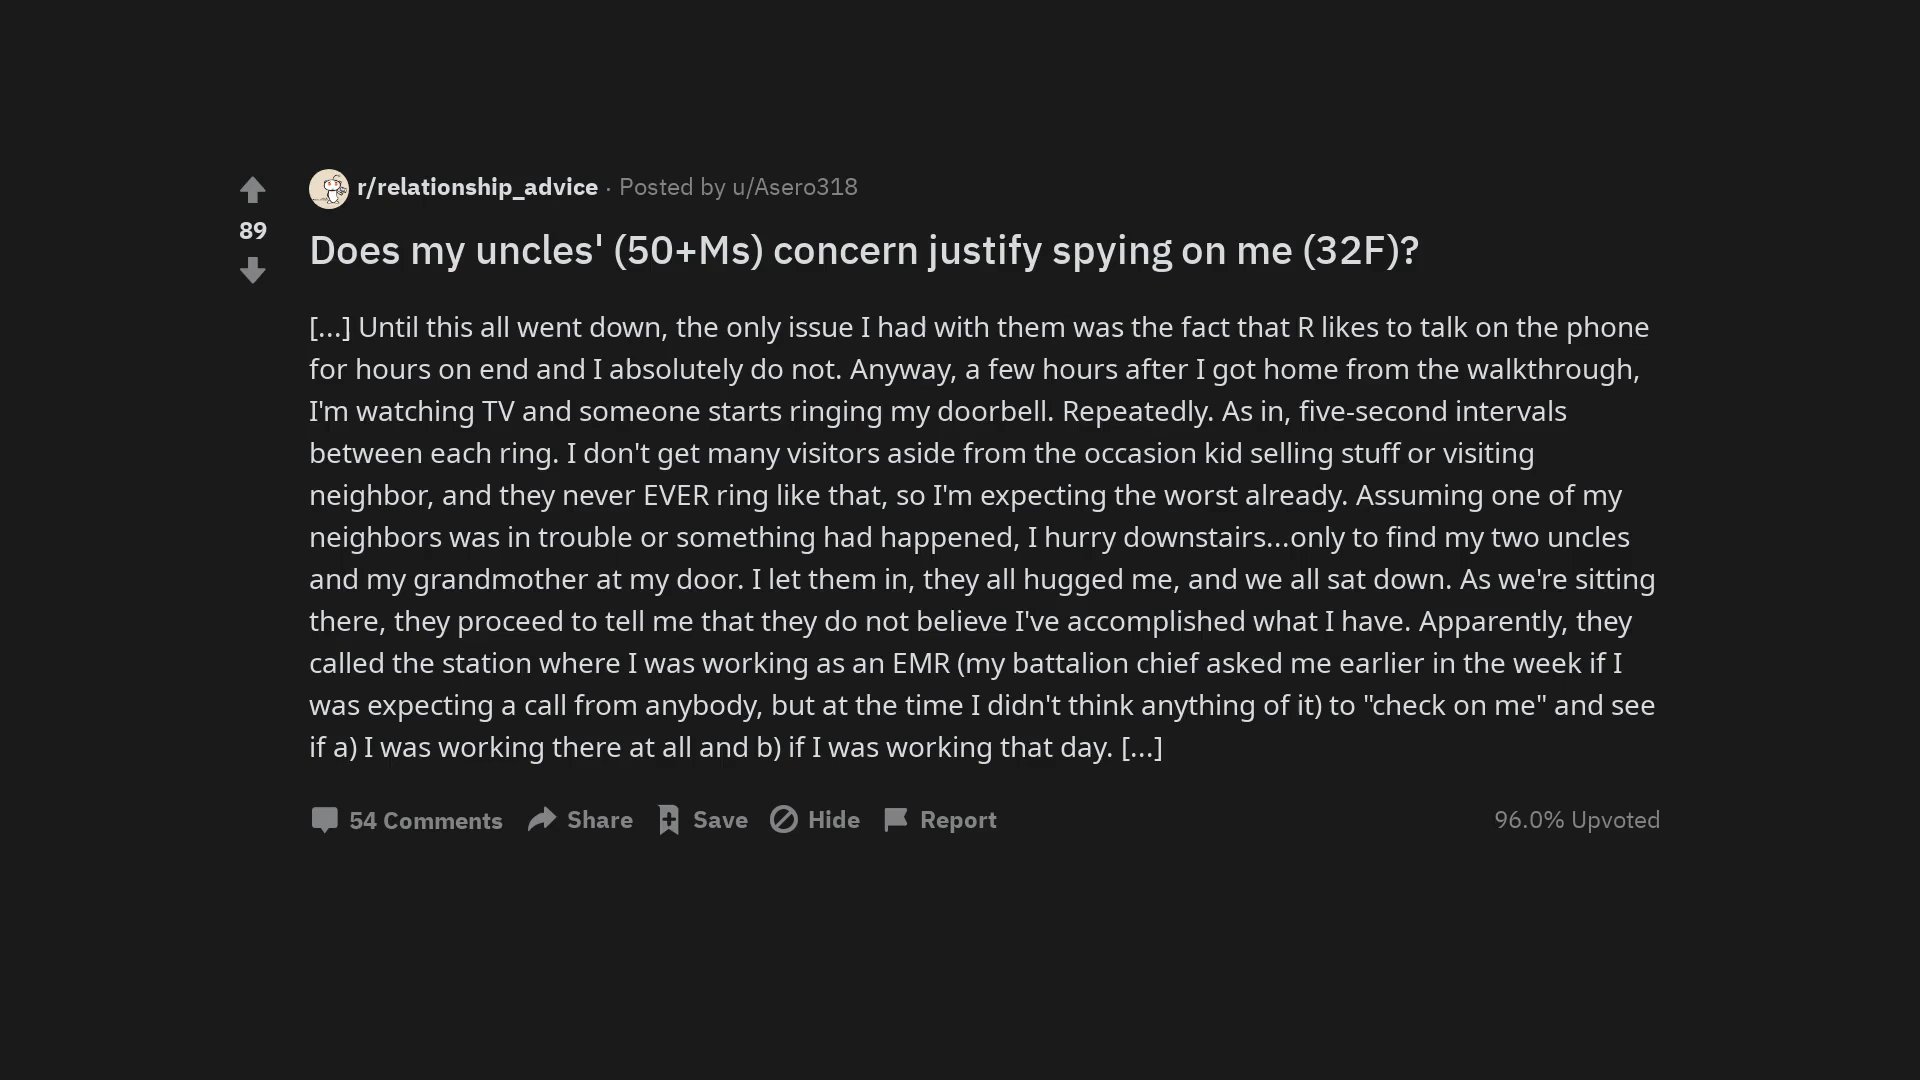 r/relationship_advice · Posted by u/Asero318
89
Does my uncles' (50+Ms) concern justify spying on me (32F)?
[...] Until this all went down, the only issue I had with them was the fact that R likes to talk on the phone
for hours on end and I absolutely do not. Anyway, a few hours after I got home from the walkthrough,
I'm watching TV and someone starts ringing my doorbell. Repeatedly. As in, five-second intervals
between each ring. I don't get many visitors aside from the occasion kid selling stuff or visiting
neighbor, and they never EVER ring like that, so I'm expecting the worst already. Assuming one of my
neighbors was in trouble or something had happened, I hurry downstairs...only to find my two uncles
and my grandmother at my door. I let them in, they all hugged me, and we all sat down. As we're sitting
there, they proceed to tell me that they do not believe I've accomplished what I have. Apparently, they
called the station where I was working as an EMR (my battalion chief asked me earlier in the week if I
was expecting a call from anybody, but at the time I didn't think anything of it) to "check on me" and see
if a) I was working there at all and b) if I was working that day. [...]
54 Comments Share Save Hide Report 96.0% Upvoted